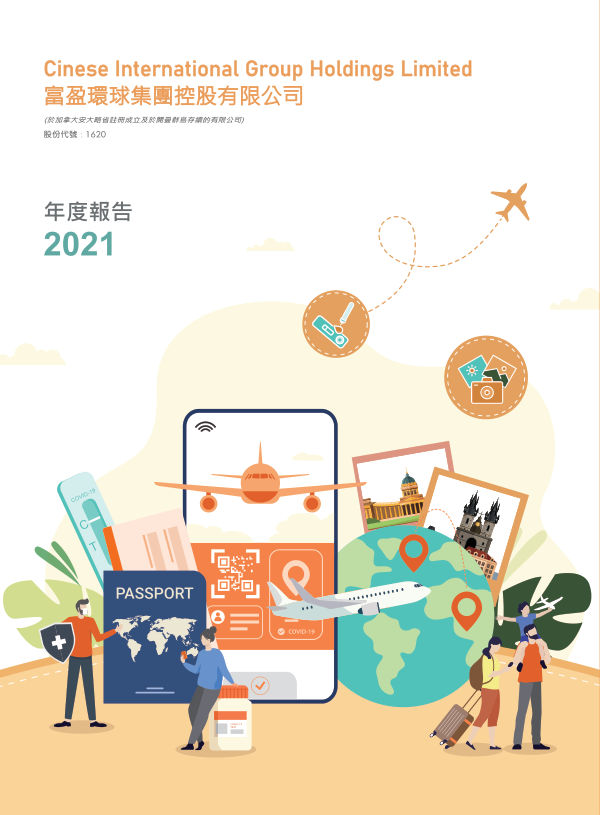 Cinese International Group Holdings Limited
富盈環球集團控股有限公司
(於加拿大安大略省註冊成立及於開曼群島存續的有限公司)
股份代號：1620
年度報告
2021
COVID-19
C
T
PASSPORT
COVID-19